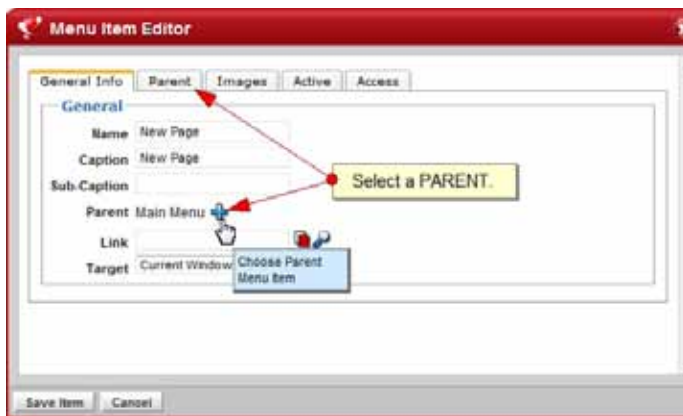 Menu Item Editor
General Info Parent Images Active Access
General
Name New Page
Caption New Page
Select a PARENT.
Sub-Caption
Parent Main Menu
Link
Target Current Window
Choose Parent
Menu Item
Save Item Cancel